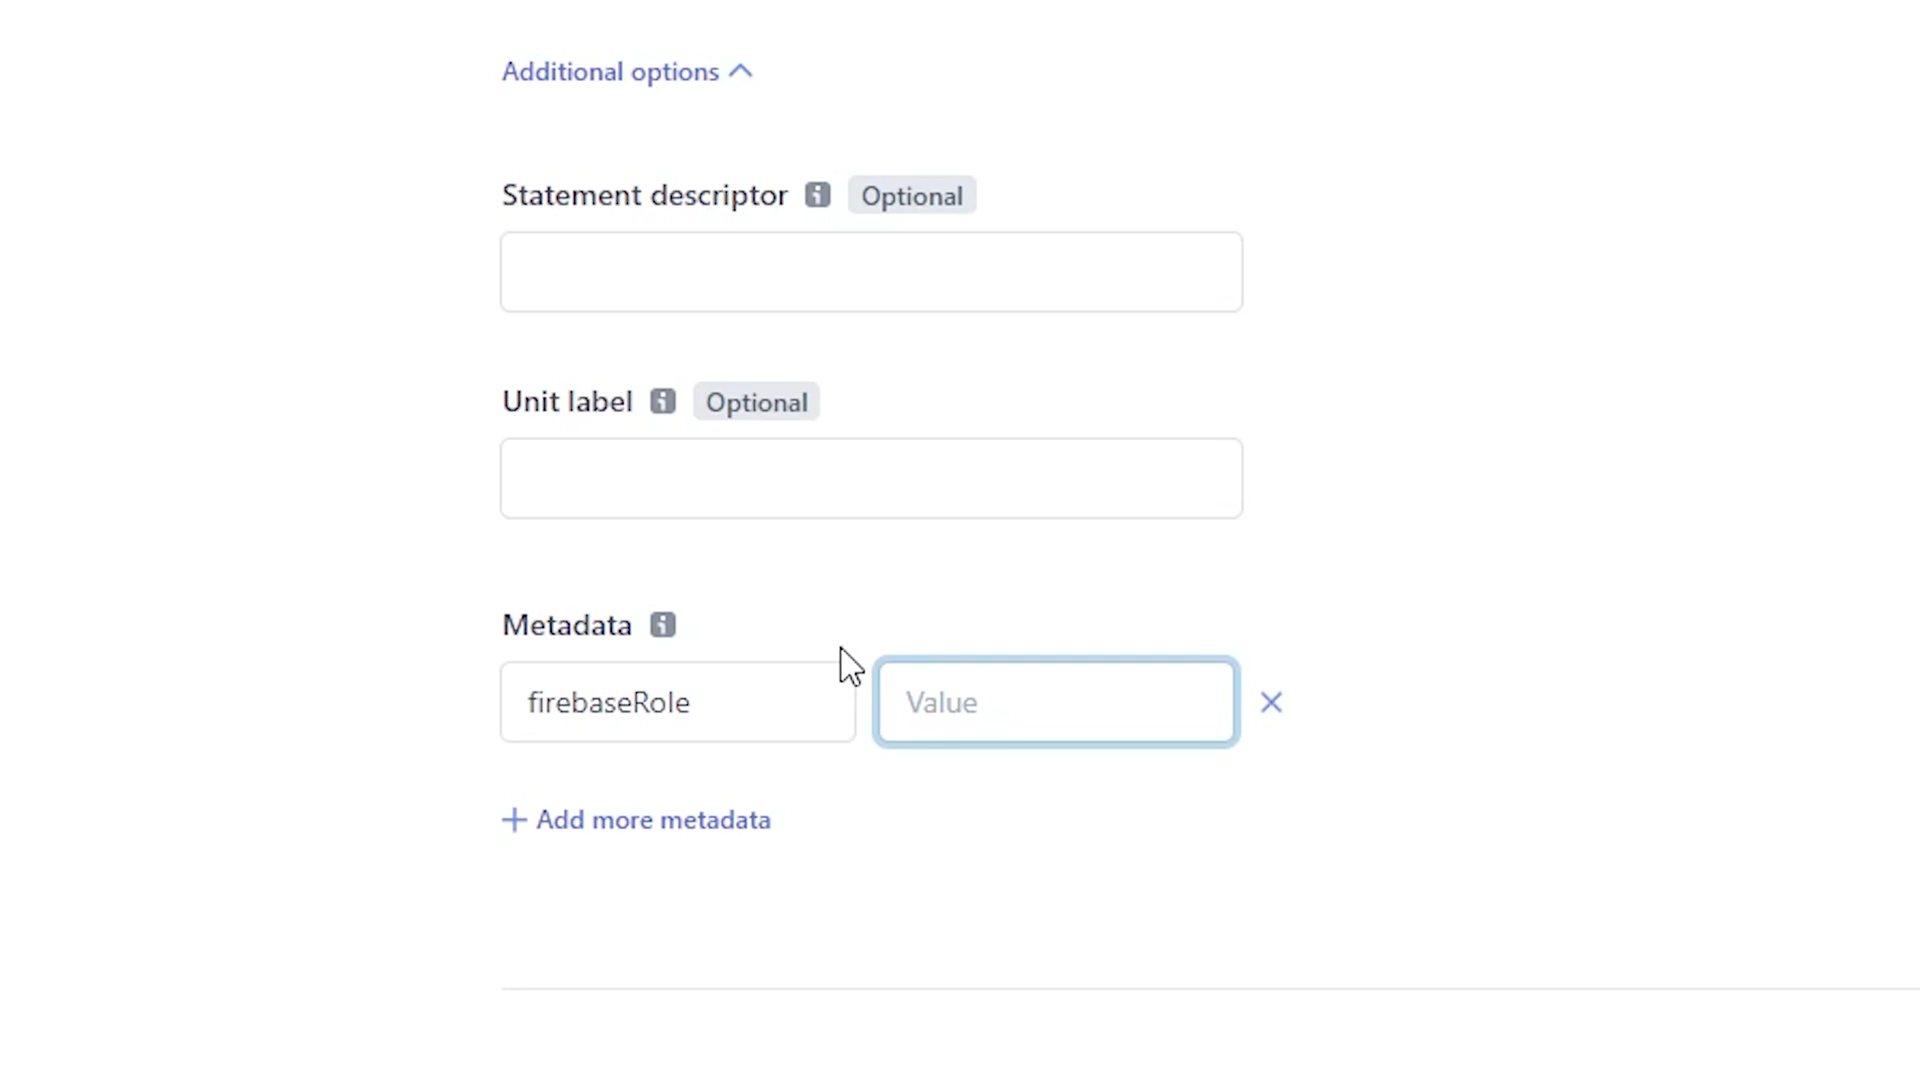 Additional options
Statement descriptor Optional
Unit label Optional
Metadata
firebaseRole Value
Add more metadata